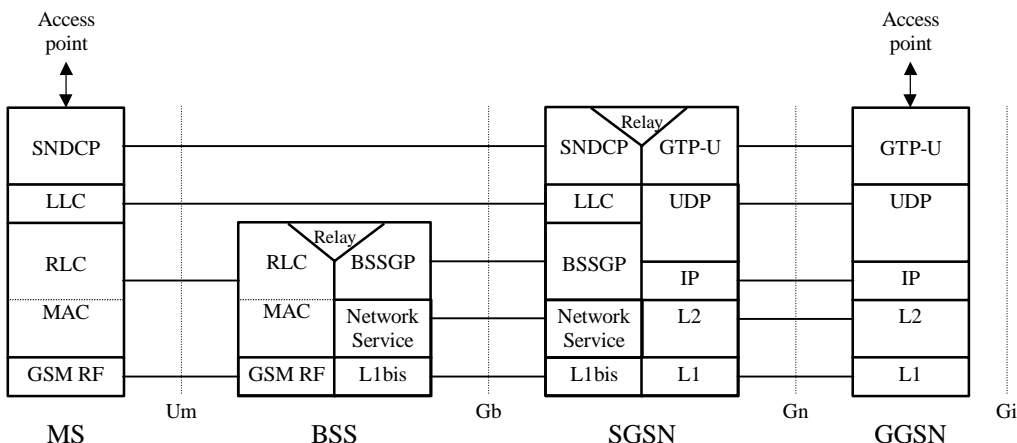 Access
point
Access
point
Relay
SNDCP
SNDCP
GTP-U
GTP-U
LLC
LLC
UDP
UDP
Relay
RLC
RLC
BSSGP
BSSGP
IP
IP
MAC
MAC
Network
Service
Network
Service
L2
L2
GSM RF
GSM RF
L1bis
L1bis
L1
L1
Um
Gb
Gn
Gi
MS
BSS
SGSN
GGSN